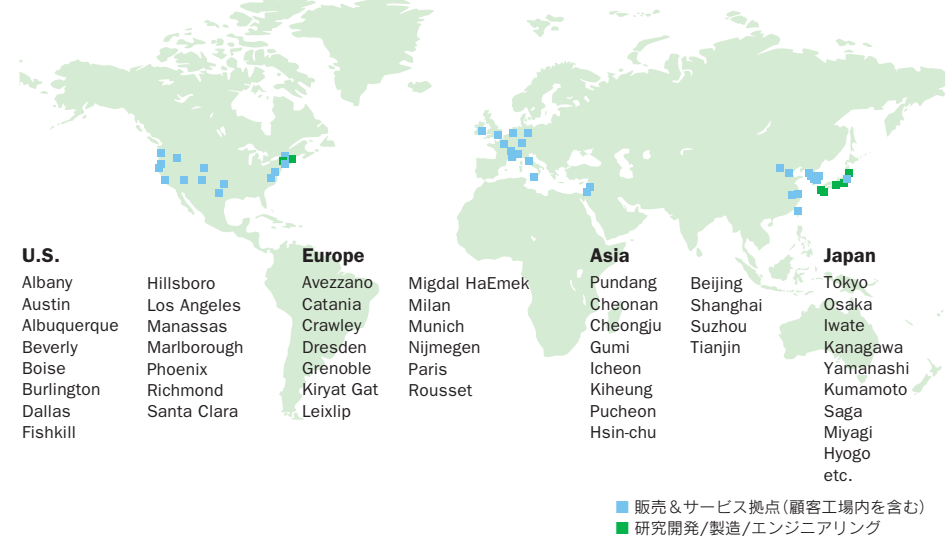 U.S.
Albany
Austin
Albuquerque
Beverly
Boise
Burlington
Dallas
Fishkill
Hillsboro
Los Angeles
Manassas
Marlborough
Phoenix
Richmond
Santa Clara
Europe
Avezzano
Catania
Crawley
Dresden
Grenoble
Kiryat Gat
Leixlip
Migdal HaEmek
Milan
Munich
Nijmegen
Paris
Rousset
Asia
Pundang
Cheonan
Cheongju
Gumi
Icheon
Kiheung
Pucheon
Hsin-chu
Beijing
Shanghai
Suzhou
Tianjin
Japan
Tokyo
Osaka
Iwate
Kanagawa
Yamanashi
Kumamoto
Saga
Miyagi
Hyogo
etc.
販売＆サービス拠点（顧客工場内を含む）
研究開発/製造/エンジニアリング